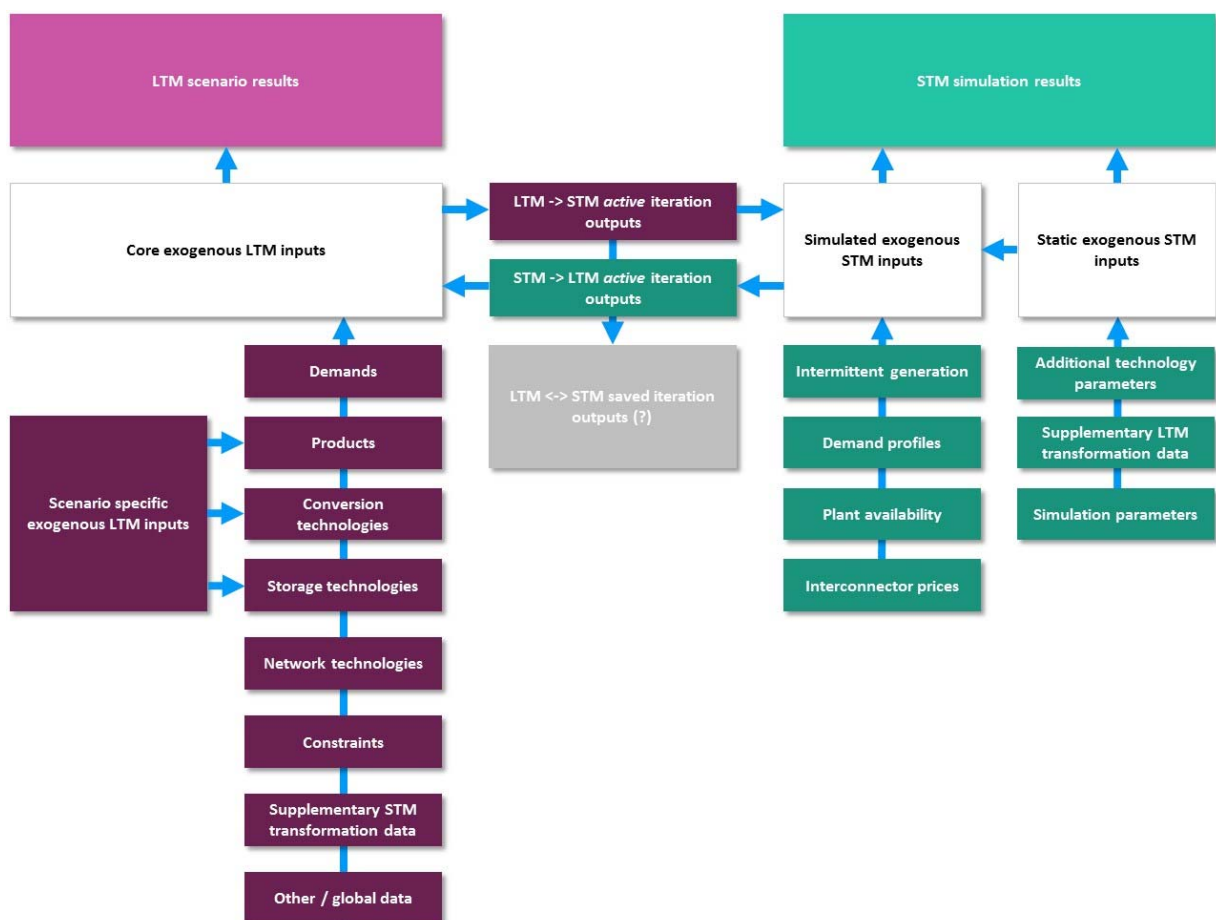 LTM scenario results
STM simulation results
Core exogenous LTM inputs
LTM -> STM active iteration
outputs
STM -> LTM active iteration
outputs
Simulated exogenous
STM inputs
Static exogenous STM
inputs
LTM <-> STM saved iteration
outputs (?)
Scenario specific
exogenous LTM inputs
Demands
Products
Conversion
technologies
Storage technologies
Network technologies
Constraints
Supplementary STM
transformation data
Other / global data
Intermittent generation
Demand profiles
Plant availability
Interconnector prices
Additional technology
parameters
Supplementary LTM
transformation data
Simulation parameters